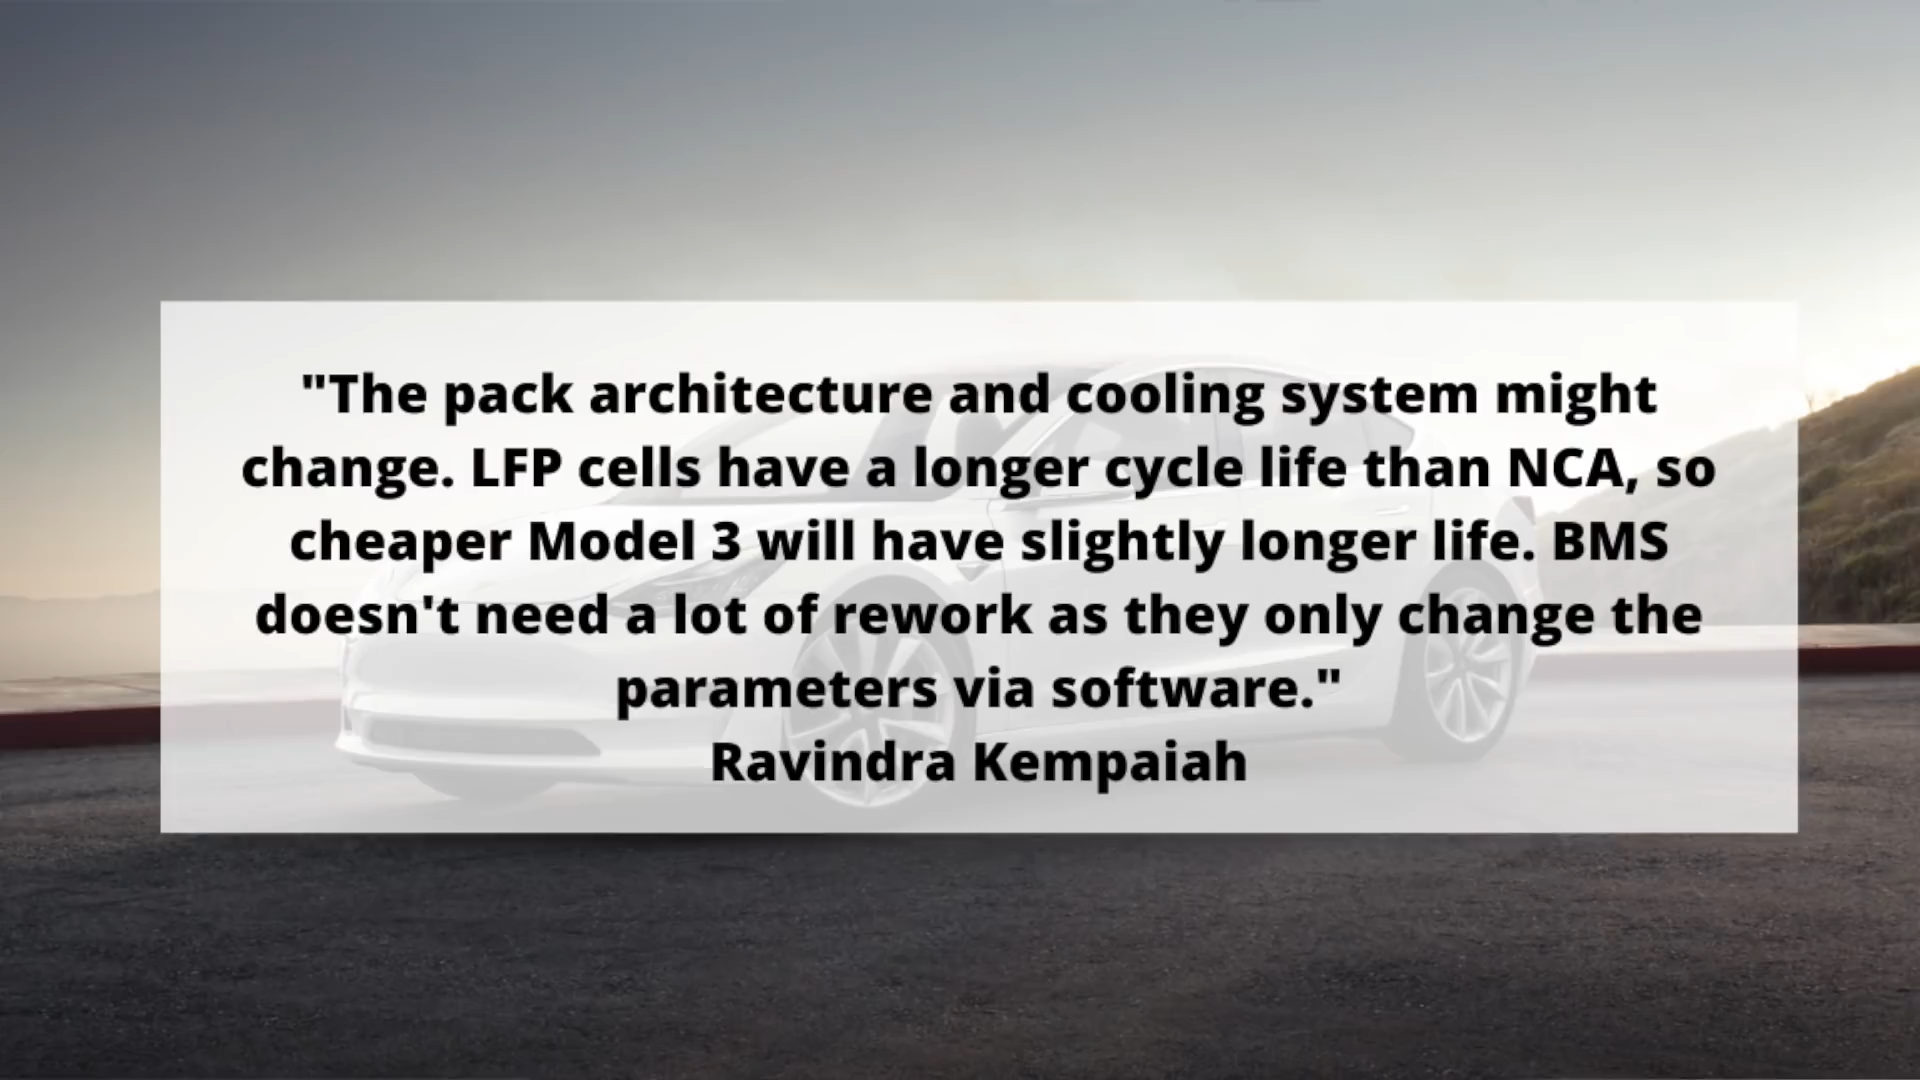 "The pack architecture and cooling system might
change. LFP cells have a longer cycle life than NCA, so
cheaper Model 3 will have slightly longer life. BMS
doesn't need a lot of rework as they only change the
parameters via software."
Ravindra Kempaiah